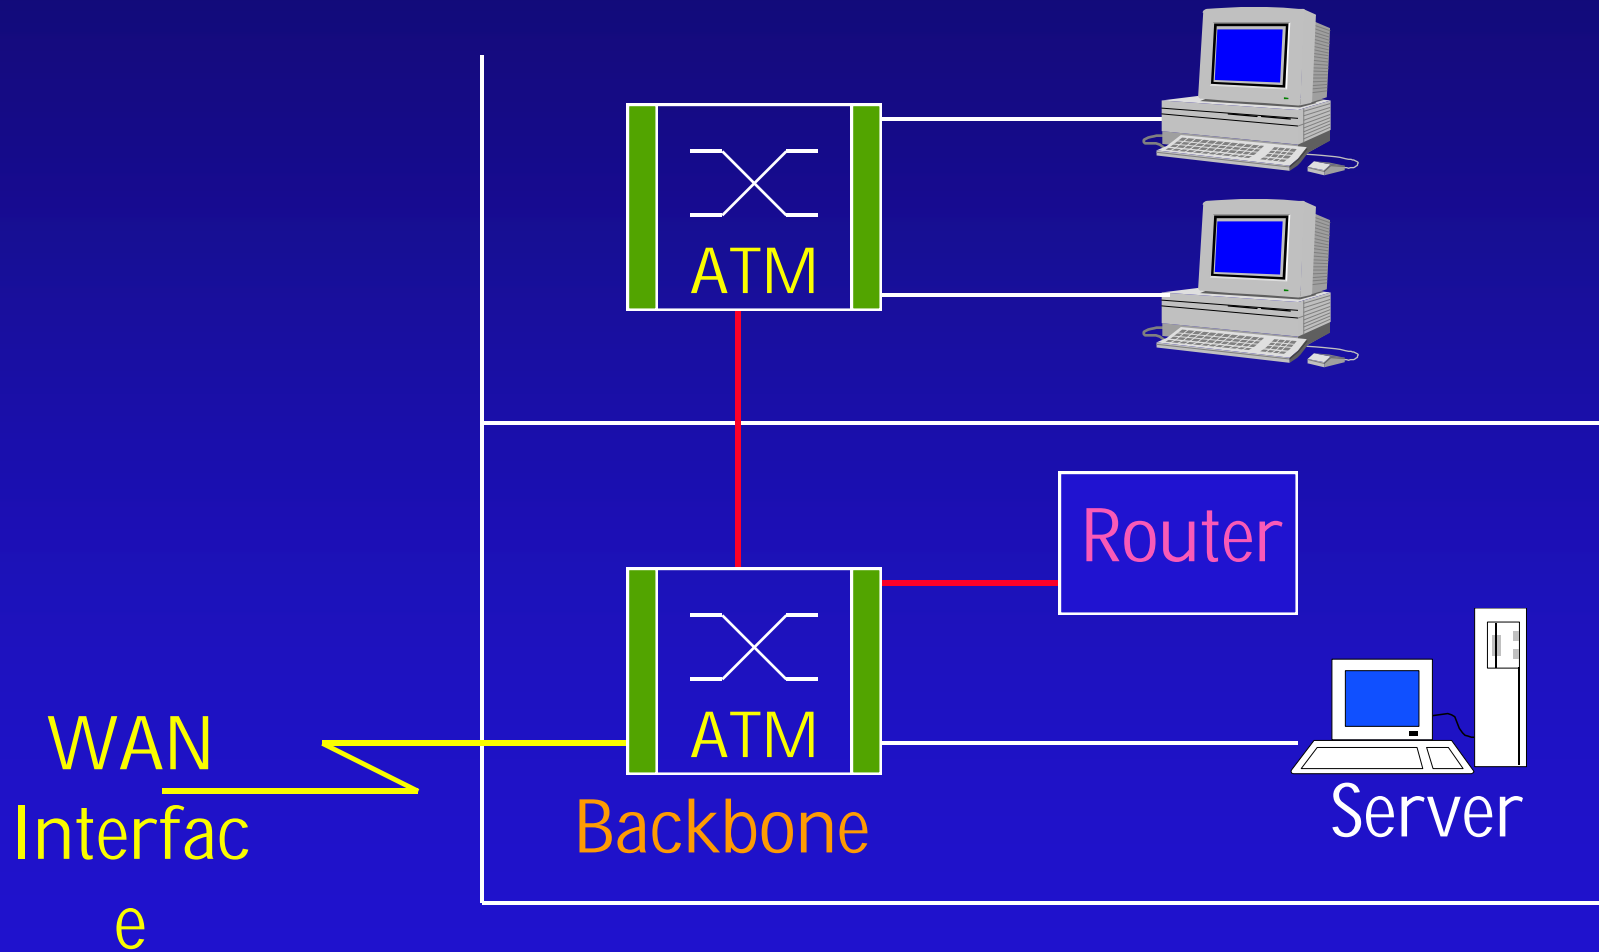 ATM
Router
ATM
WAN
Interfac
e
Backbone
Server